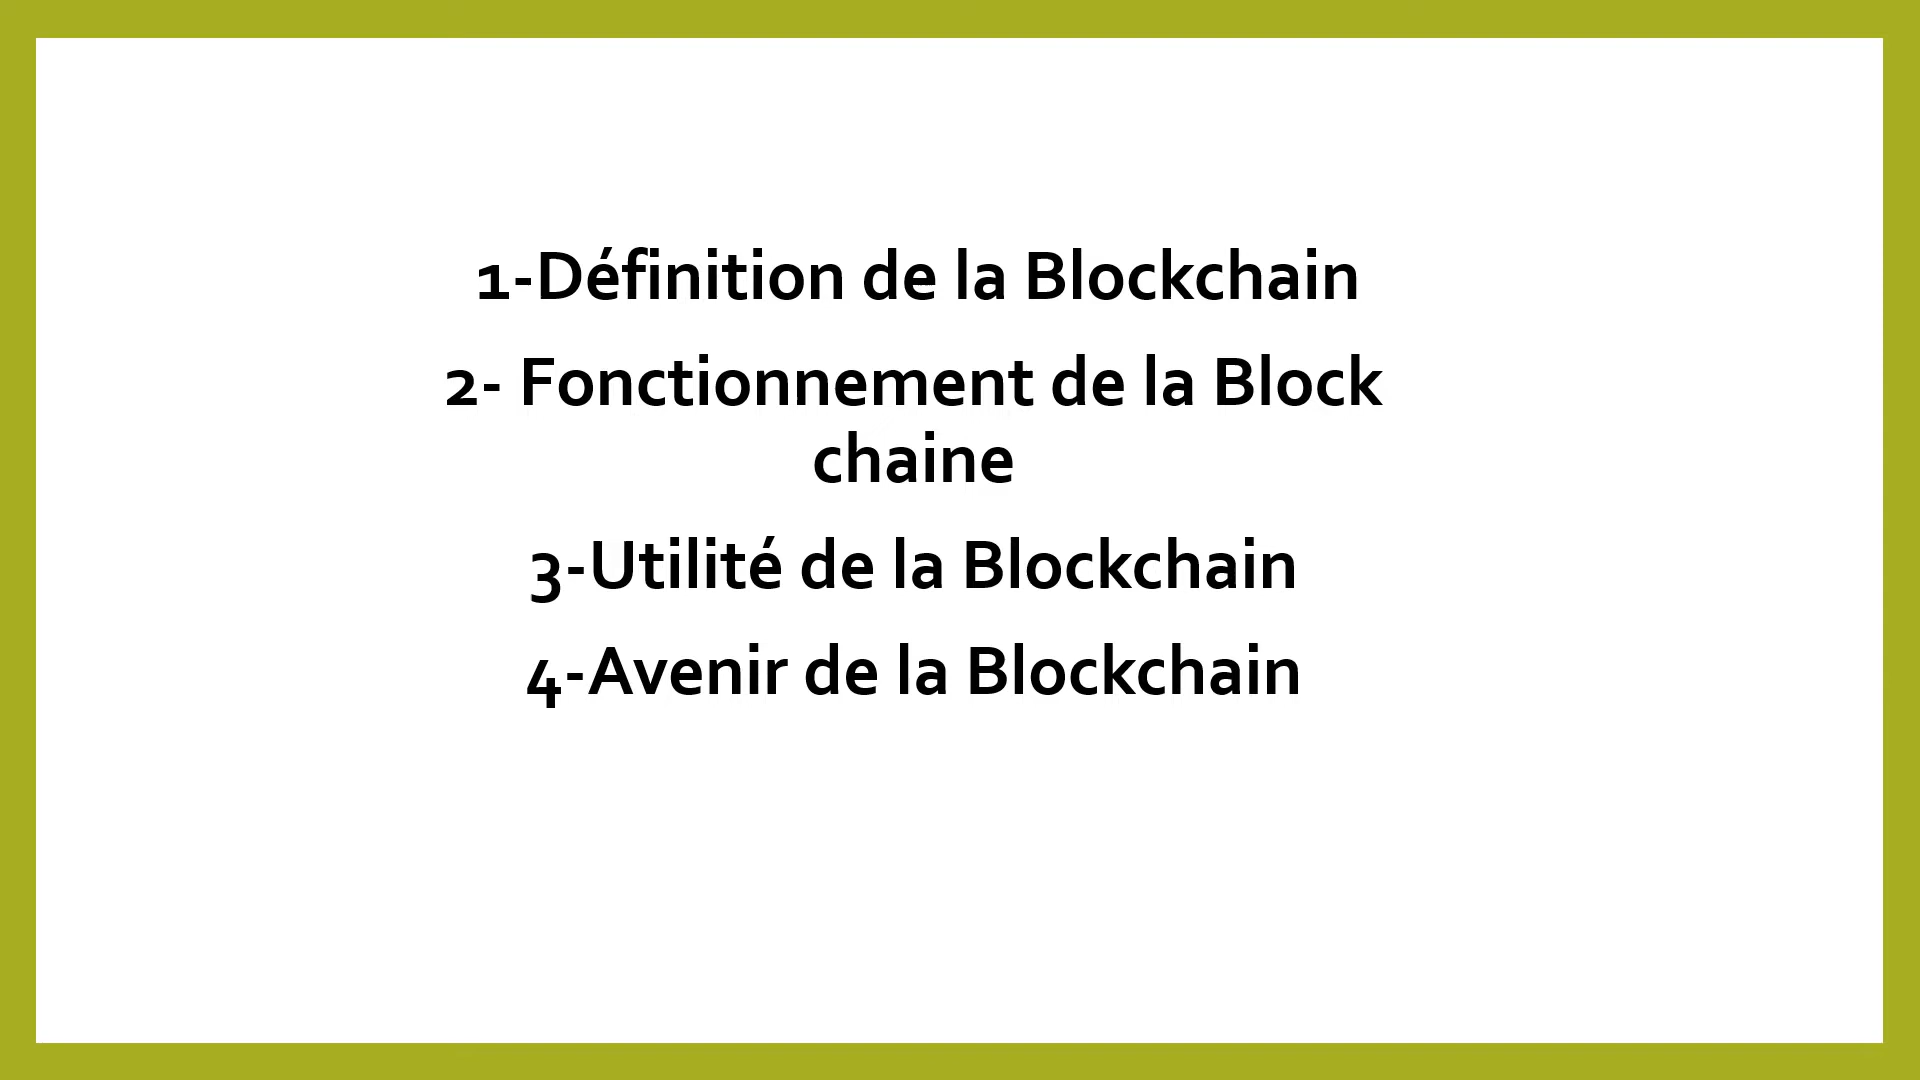 1-Définition de la Blockchain
2- Fonctionnement de la Block
chaine
3-Utilité de la Blockchain
4-Avenir de la Blockchain